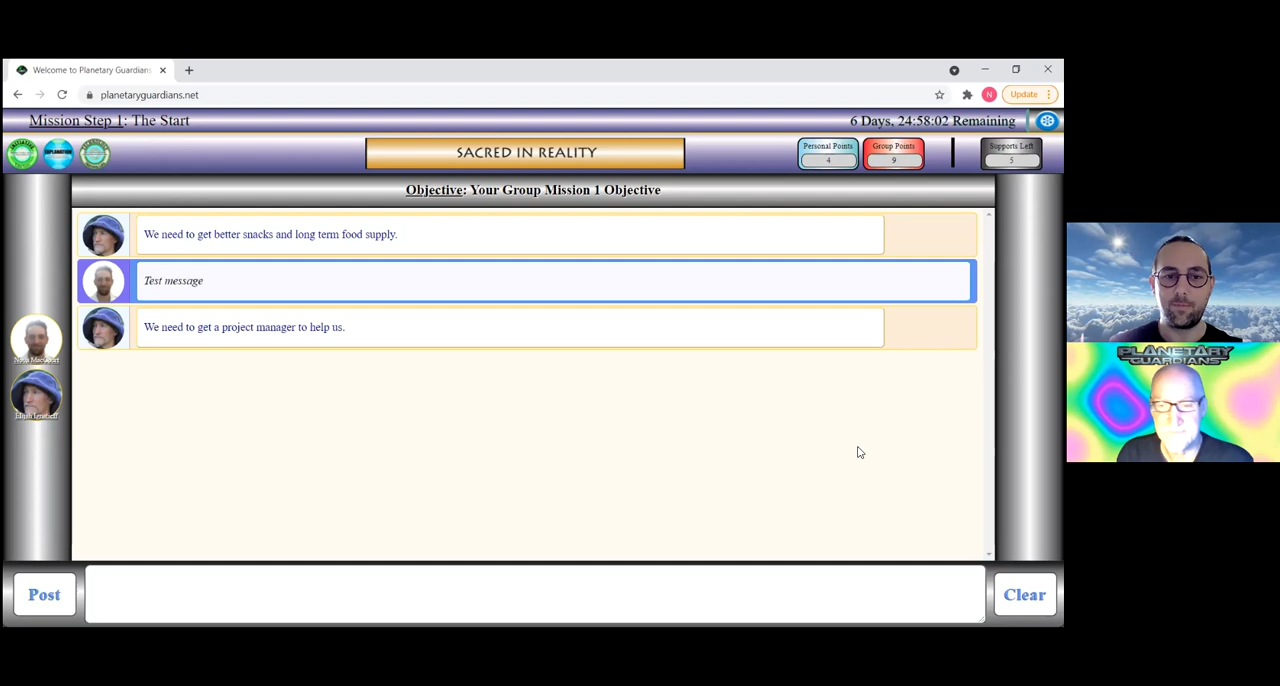 Welcome to Planetary Guardians
planetaryguardians.net
N
Update
Mission Step 1: The Start
6 Days, 24:58:02 Remaining
SACRED IN REALITY
Personal Points
4
Group Points
9
Supports Left
5
Objective: Your Group Mission 1 Objective
We need to get better snacks and long term food supply.
Test message
We need to get a project manager to help us.
PLANETARY
GUARDIANS
Post
Clear